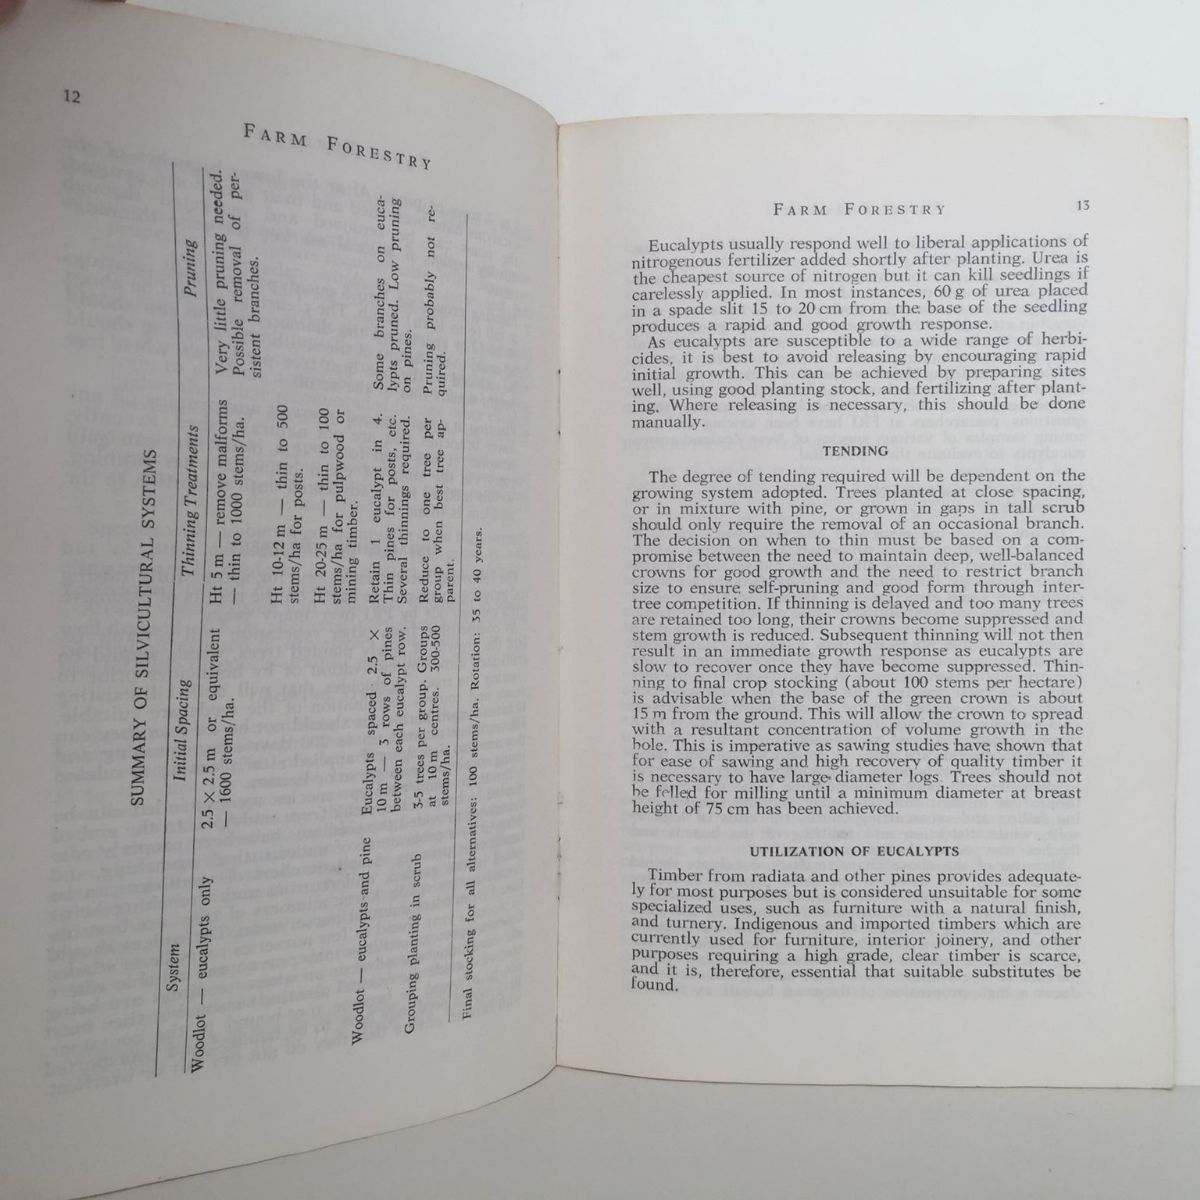 12
FARM FORESTRY
SUMMARY OF SILVICULTURAL SYSTEMS
System Initial Spacing Thinning Treatments Pruning
Woodlot — eucalypts only
2.5 × 2.5 m or equivalent
— 1600 stems/ha.
Ht 5 m — remove malforms
— thin to 1000 stems/ha.
Very little pruning needed.
Possible removal of per-
sistent branches.
Ht 10-12 m — thin to 500
stems/ha for posts.
Ht 20-25 m — thin to 100
stems/ha for pulpwood or
mining timber.
Woodlot — eucalypts and pine
Eucalypts spaced 2.5 ×
10 m — 3 rows of pines
between each eucalypt row.
Retain 1 eucalypt in 4.
Thin pines for posts, etc.
Several thinnings required.
Some branches on euca-
lypts pruned. Low pruning
on pines.
Grouping planting in scrub
3-5 trees per group. Groups
at 10 m centres. 300-500
stems/ha.
Reduce to one tree per
group when best tree ap-
parent.
Pruning probably not re-
quired.
Final stocking for all alternatives: 100 stems/ha. Rotation: 35 to 40 years.
FARM FORESTRY 13
Eucalypts usually respond well to liberal applications of
nitrogenous fertilizer added shortly after planting. Urea is
the cheapest source of nitrogen but it can kill seedlings if
carelessly applied. In most instances, 60 g of urea placed
in a spade slit 15 to 20 cm from the base of the seedling
produces a rapid and good growth response.
As eucalypts are susceptible to a wide range of herbi-
cides, it is best to avoid releasing by encouraging rapid
initial growth. This can be achieved by preparing sites
well, using good planting stock, and fertilizing after plant-
ing. Where releasing is necessary, this should be done
manually.
TENDING
The degree of tending required will be dependent on the
growing system adopted. Trees planted at close spacing,
or in mixture with pine, or grown in gaps in tall scrub
should only require the removal of an occasional branch.
The decision on when to thin must be based on a com-
promise between the need to maintain deep, well-balanced
crowns for good growth and the need to restrict branch
size to ensure self-pruning and good form through inter-
tree competition. If thinning is delayed and too many trees
are retained too long, their crowns become suppressed and
stem growth is reduced. Subsequent thinning will not then
result in an immediate growth response as eucalypts are
slow to recover once they have become suppressed. Thin-
ning to final crop stocking (about 100 stems per hectare)
is advisable when the base of the green crown is about
15 m from the ground. This will allow the crown to spread
with a resultant concentration of volume growth in the
bole. This is imperative as sawing studies have shown that
for ease of sawing and high recovery of quality timber it
is necessary to have large diameter logs. Trees should not
be felled for milling until a minimum diameter at breast
height of 75 cm has been achieved.
UTILIZATION OF EUCALYPTS
Timber from radiata and other pines provides adequate-
ly for most purposes but is considered unsuitable for some
specialized uses, such as furniture with a natural finish,
and turnery. Indigenous and imported timbers which are
currently used for furniture, interior joinery, and other
purposes requiring a high grade, clear timber is scarce,
and it is, therefore, essential that suitable substitutes be
found.